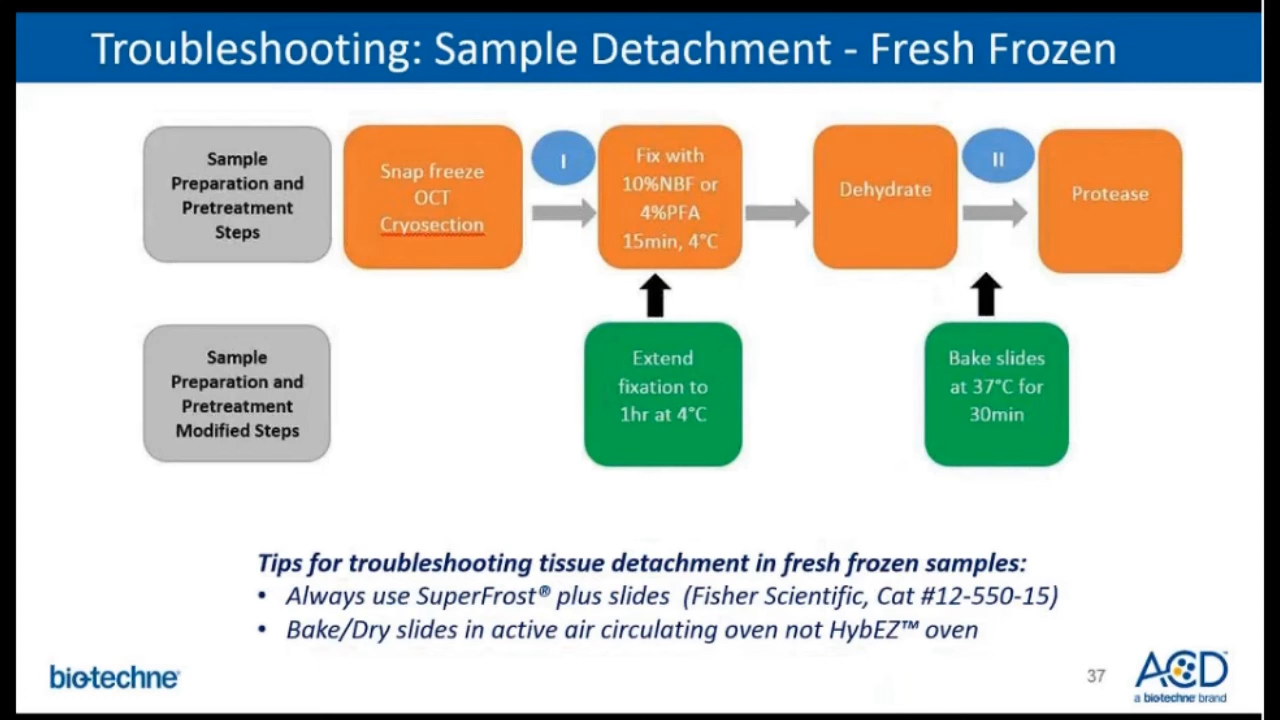 Troubleshooting: Sample Detachment - Fresh Frozen
Sample
Preparation and
Pretreatment
Steps
Snap freeze
OCT
Cryosection
I
Fix with
10%NBF or
4%PFA
15min, 4°C
Dehydrate
II
Protease
Sample
Preparation and
Pretreatment
Modified Steps
Extend
fixation to
1hr at 4°C
Bake slides
at 37°C for
30min
Tips for troubleshooting tissue detachment in fresh frozen samples:
• Always use SuperFrost® plus slides (Fisher Scientific, Cat #12-550-15)
• Bake/Dry slides in active air circulating oven not HybEZ™ oven
bio-techne®
37
ACD
a biotechne brand